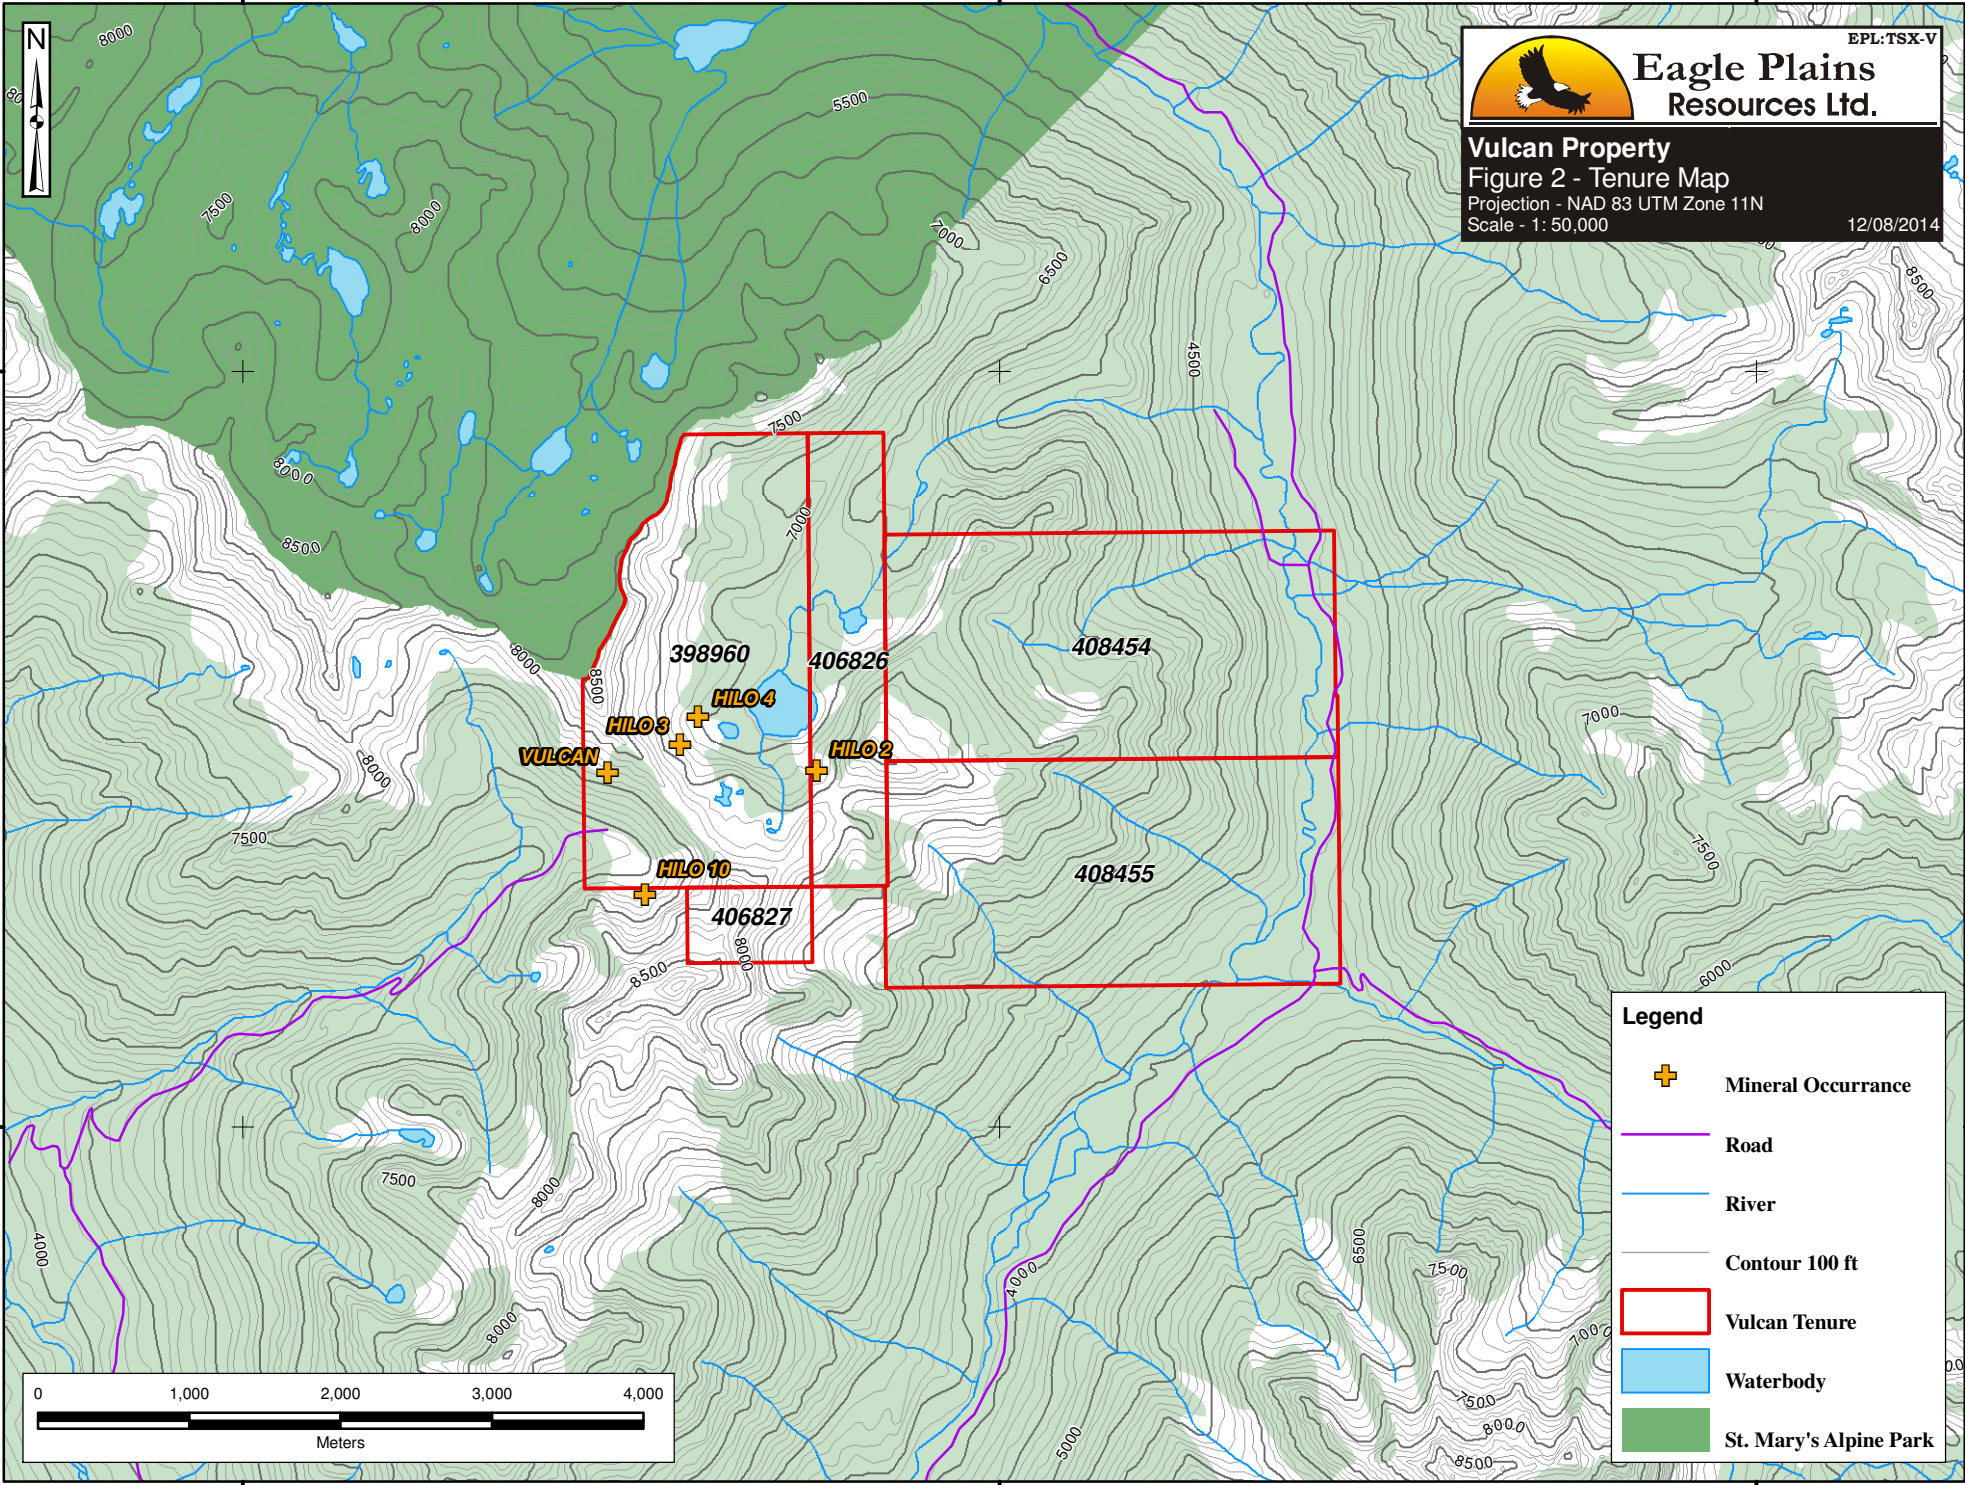 N
EPL:TSX-V
Eagle Plains
Resources Ltd.
Vulcan Property
Figure 2 - Tenure Map
Projection - NAD 83 UTM Zone 11N
Scale - 1: 50,000
12/08/2014
8000
5500
7500
8000
7000
6500
8500
4500
7500
8000
8500
7000
8000
8500
398960
406826
408454
HILO 4
HILO 3
VULCAN
HILO 2
7000
8000
7500
7500
HILO 10
408455
406827
8000
8500
6000
7500
8000
4000
6500
4000
7500
8000
7000
7500
8000
5000
8500
Legend
Mineral Occurrance
Road
River
Contour 100 ft
Vulcan Tenure
Waterbody
St. Mary's Alpine Park
0
1,000
2,000
3,000
4,000
Meters